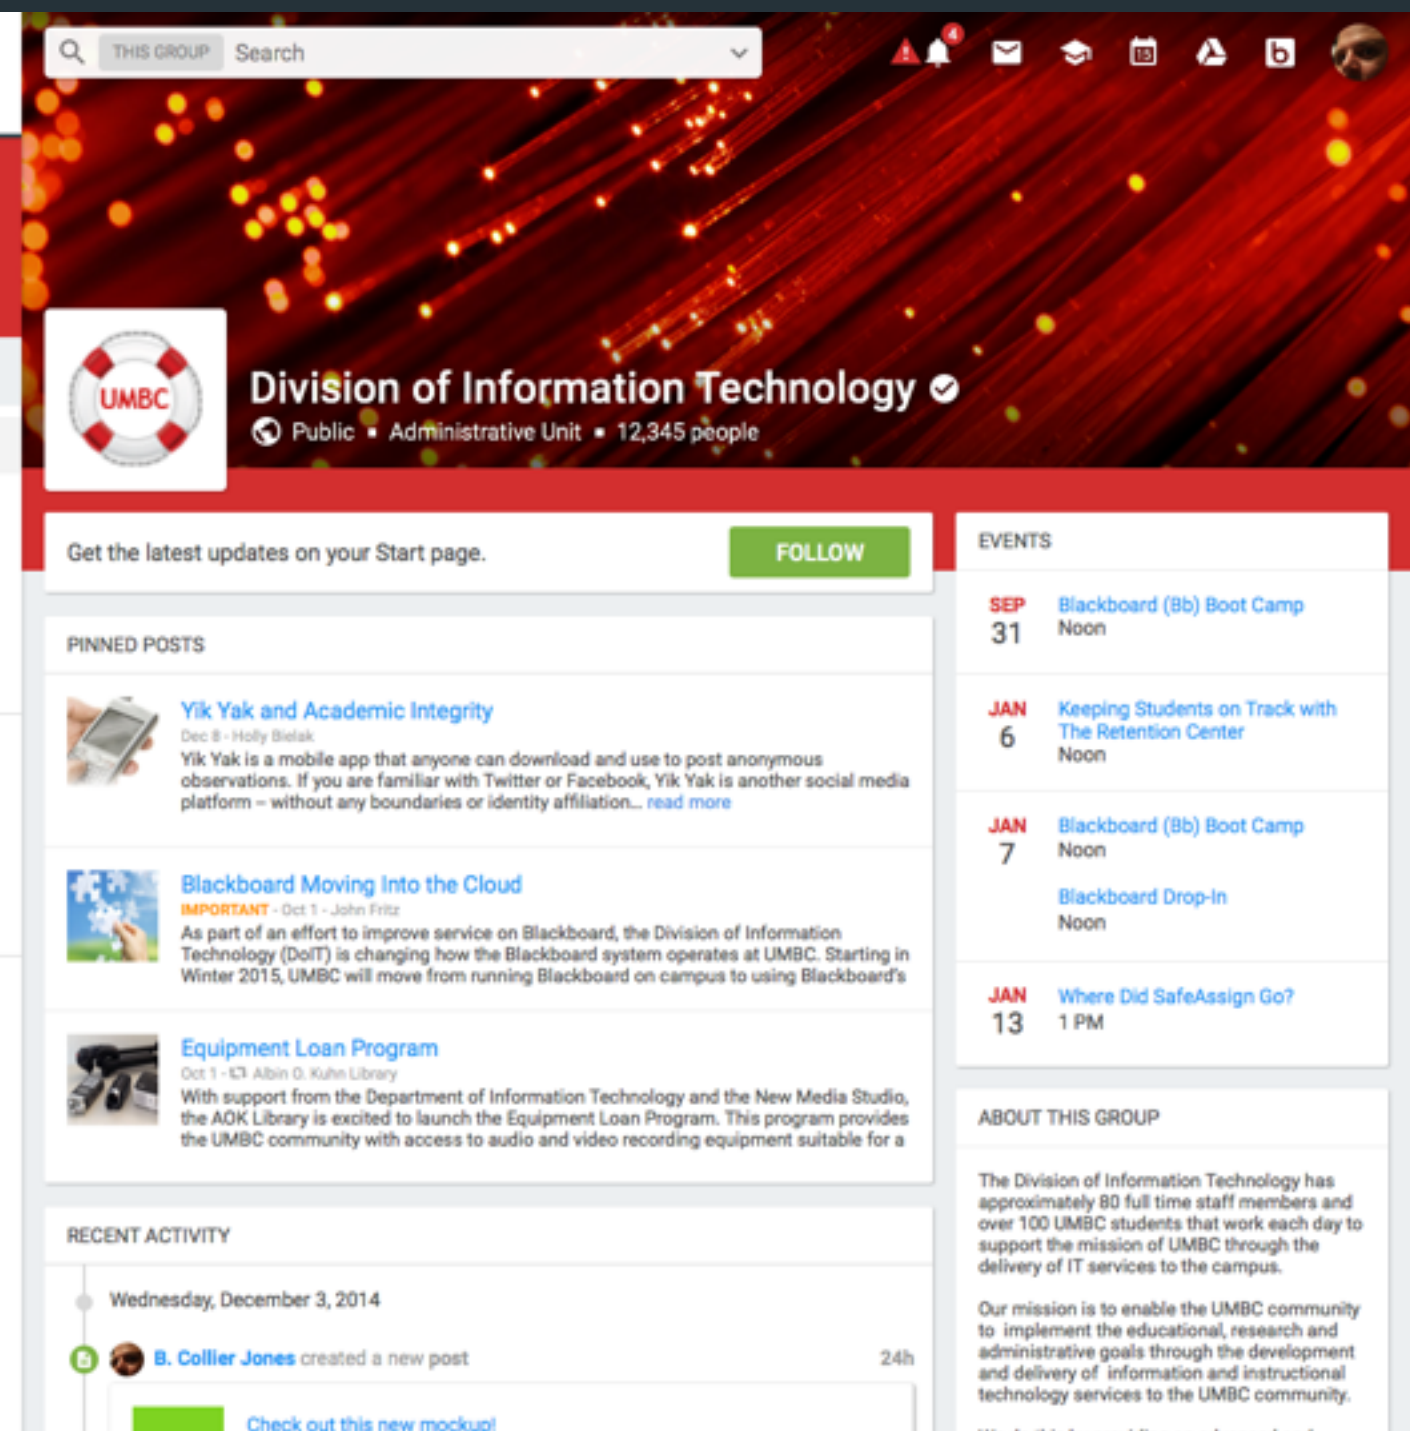 THIS GROUP Search
4
15
b
UMBC
Division of Information Technology
Public ▪ Administrative Unit ▪ 12,345 people
Get the latest updates on your Start page.
FOLLOW
PINNED POSTS
Yik Yak and Academic Integrity
Dec 8 - Holly Bielak
Yik Yak is a mobile app that anyone can download and use to post anonymous
observations. If you are familiar with Twitter or Facebook, Yik Yak is another social media
platform – without any boundaries or identity affiliation... read more
Blackboard Moving Into the Cloud
IMPORTANT - Oct 1 - John Fritz
As part of an effort to improve service on Blackboard, the Division of Information
Technology (DoIT) is changing how the Blackboard system operates at UMBC. Starting in
Winter 2015, UMBC will move from running Blackboard on campus to using Blackboard's
Equipment Loan Program
Oct 1 - Albin O. Kuhn Library
With support from the Department of Information Technology and the New Media Studio,
the AOK Library is excited to launch the Equipment Loan Program. This program provides
the UMBC community with access to audio and video recording equipment suitable for a
RECENT ACTIVITY
Wednesday, December 3, 2014
B. Collier Jones created a new post 24h
Check out this new mockup!
EVENTS
SEP
31
Blackboard (Bb) Boot Camp
Noon
JAN
6
Keeping Students on Track with
The Retention Center
Noon
JAN
7
Blackboard (Bb) Boot Camp
Noon
Blackboard Drop-In
Noon
JAN
13
Where Did SafeAssign Go?
1 PM
ABOUT THIS GROUP
The Division of Information Technology has
approximately 80 full time staff members and
over 100 UMBC students that work each day to
support the mission of UMBC through the
delivery of IT services to the campus.
Our mission is to enable the UMBC community
to implement the educational, research and
administrative goals through the development
and delivery of information and instructional
technology services to the UMBC community.